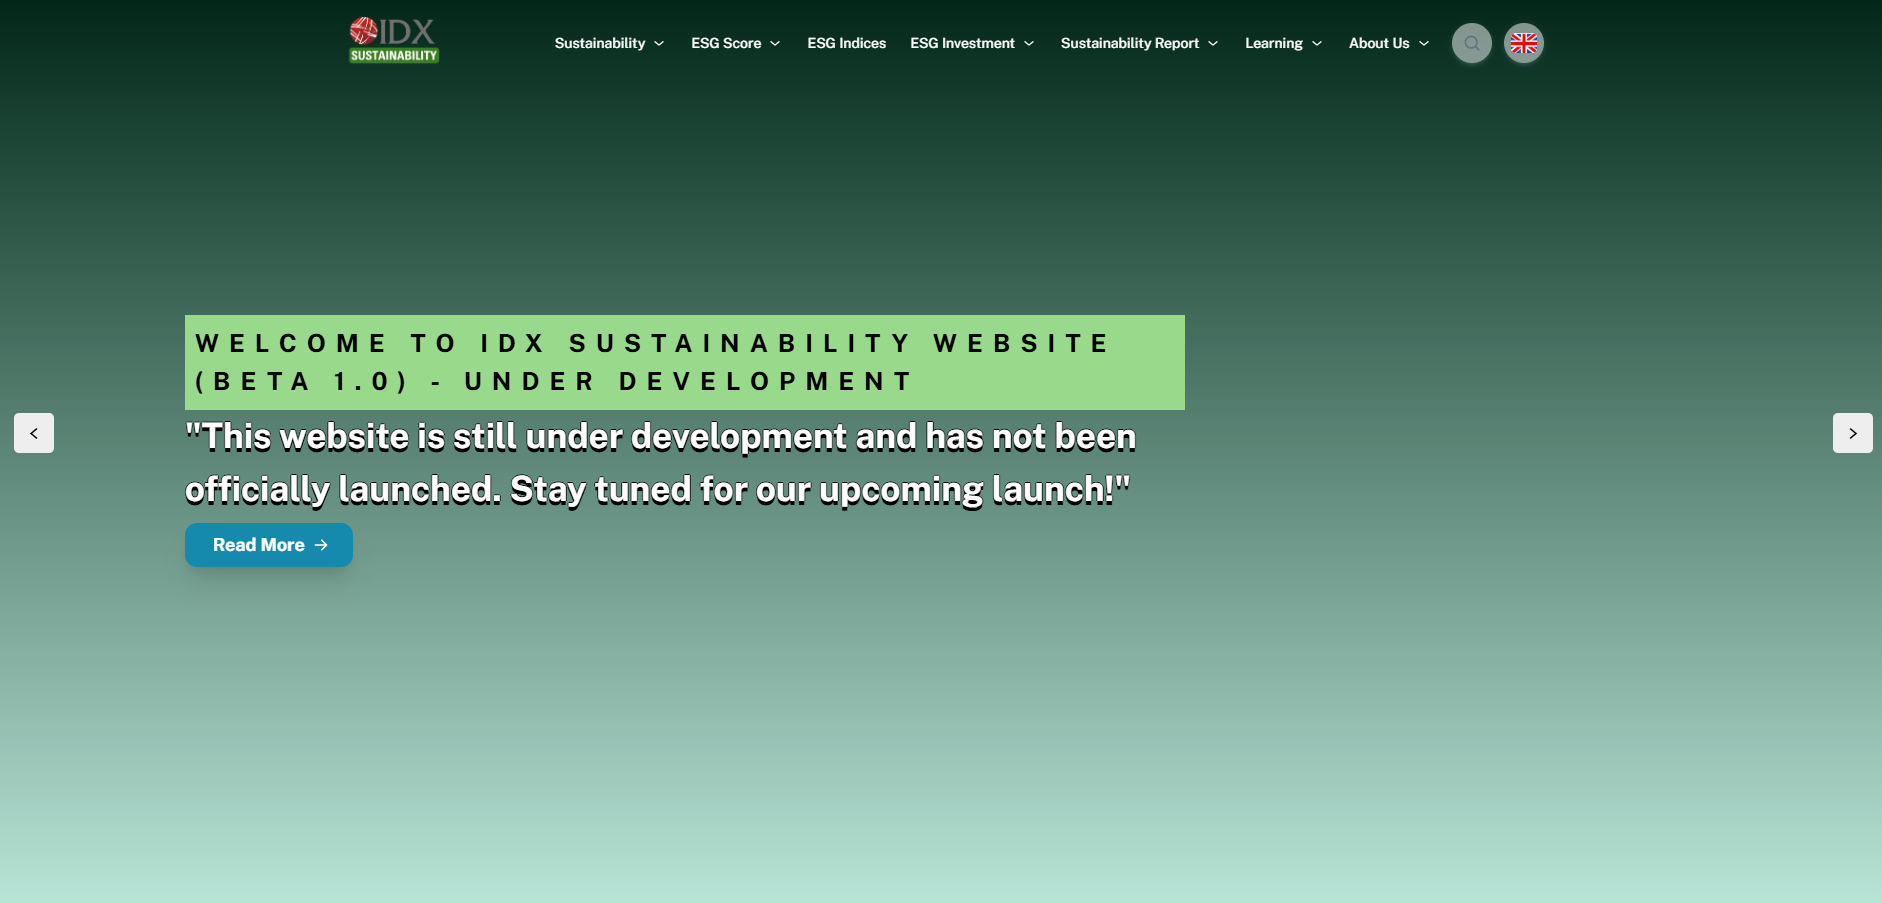 IDX
SUSTAINABILITY
Sustainability
ESG Score
ESG Indices
ESG Investment
Sustainability Report
Learning
About Us
WELCOME TO IDX SUSTAINABILITY WEBSITE
(BETA 1.0) - UNDER DEVELOPMENT
"This website is still under development and has not been
officially launched. Stay tuned for our upcoming launch!"
Read More